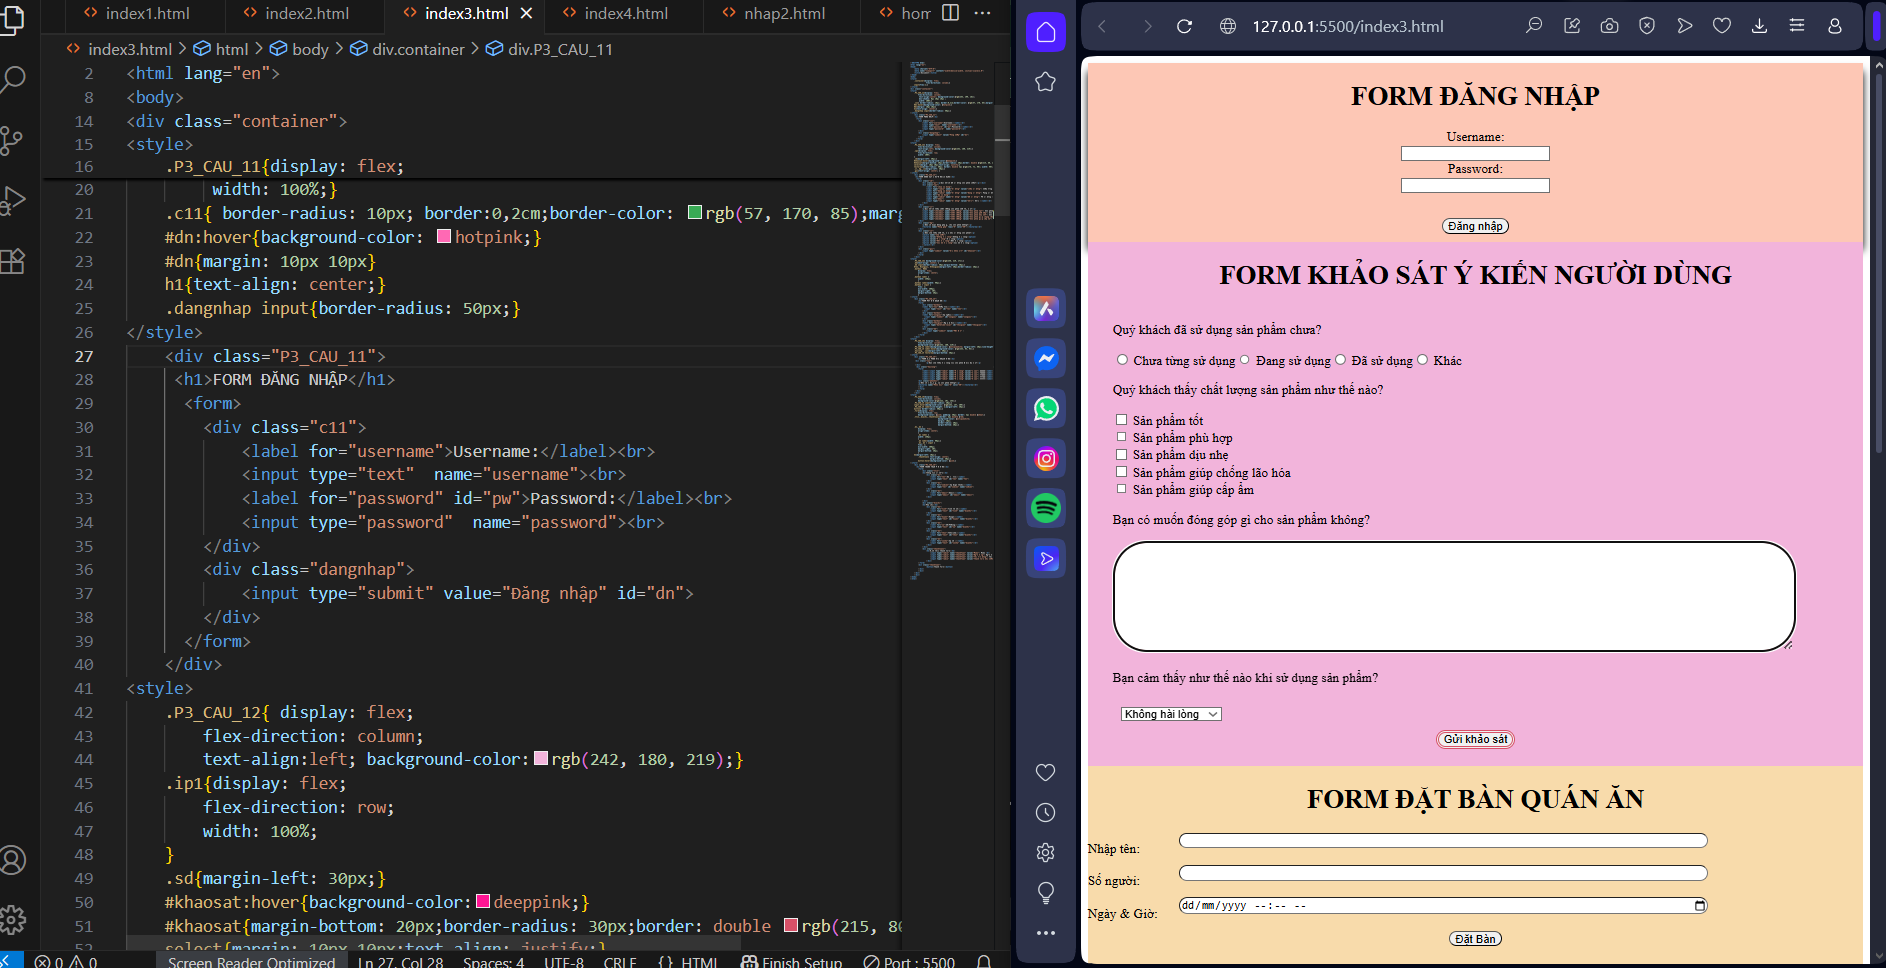 index1.html index2.html index3.html index4.html nhap2.html hom
index3.html > html > body > div.container > div.P3_CAU_11
2 <html lang="en">
8 <body>
14 <div class="container">
15 <style>
16 .P3_CAU_11{display: flex;
20 width: 100%;}
21 .c11{ border-radius: 10px; border:0,2cm;border-color: rgb(57, 170, 85);marg
22 #dn:hover{background-color: hotpink;}
23 #dn{margin: 10px 10px}
24 h1{text-align: center;}
25 .dangnhap input{border-radius: 50px;}
26 </style>
27 <div class="P3_CAU_11">
28 <h1>FORM ĐĂNG NHẬP</h1>
29 <form>
30 <div class="c11">
31 <label for="username">Username:</label><br>
32 <input type="text"  name="username"><br>
33 <label for="password" id="pw">Password:</label><br>
34 <input type="password"  name="password"><br>
35 </div>
36 <div class="dangnhap">
37 <input type="submit" value="Đăng nhập" id="dn">
38 </div>
39 </form>
40 </div>
41 <style>
42 .P3_CAU_12{ display: flex;
43 flex-direction: column;
44 text-align:left; background-color: rgb(242, 180, 219);}
45 .ip1{display: flex;
46 flex-direction: row;
47 width: 100%;
48 }
49 .sd{margin-left: 30px;}
50 #khaosat:hover{background-color: deeppink;}
51 #khaosat{margin-bottom: 20px;border-radius: 30px;border: double rgb(215, 80
52 select{margin: 10px 10px;text-align: justify;}
0 0 Screen Reader Optimized Ln 27, Col 28 Spaces: 4 UTF-8 CRLF {} HTML Finish Setup Port : 5500
127.0.0.1:5500/index3.html
FORM ĐĂNG NHẬP
Username:
Password:
Đăng nhập
FORM KHẢO SÁT Ý KIẾN NGƯỜI DÙNG
Quý khách đã sử dụng sản phẩm chưa?
Chưa từng sử dụng Đang sử dụng Đã sử dụng Khác
Quý khách thấy chất lượng sản phẩm như thế nào?
Sản phẩm tốt
Sản phẩm phù hợp
Sản phẩm dịu nhẹ
Sản phẩm giúp chống lão hóa
Sản phẩm giúp cấp ẩm
Bạn có muốn đóng góp gì cho sản phẩm không?
Bạn cảm thấy như thế nào khi sử dụng sản phẩm?
Không hài lòng
Gửi khảo sát
FORM ĐẶT BÀN QUÁN ĂN
Nhập tên:
Số người:
Ngày & Giờ: dd/mm/yyyy --:-- --
Đặt Bàn